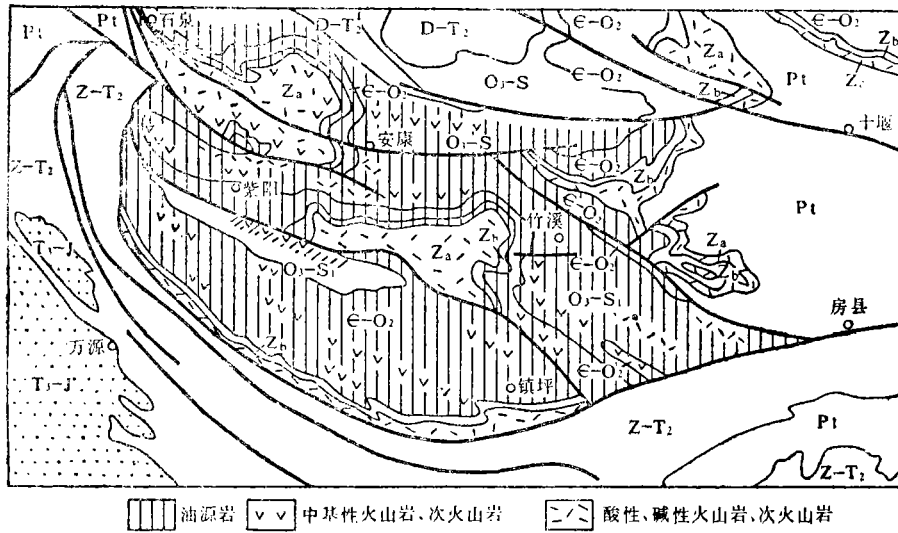 Pt
Pt
石泉
D-T₂
D-T₂
Є-O₂
Є-O₂
Za
Zb
Z-T₂
Za
Є-O
O₃-S
Є-O₂
Zb
Pt
Z
十堰
安康
O₃-S
Z-T₂
紫阳
Є-O₂
Zb
Є-O
Pt
竹溪
Zb
Za
Za
Zb
T₃-J
O₃-S₁
Є-O₂
O₃-S₁
房县
万源
Zb
Є-O₂
Є-O₂
T₃-J
镇坪
Z-T₂
Pt
Z-T₂
油源岩
中基性火山岩、次火山岩
酸性、碱性火山岩、次火山岩